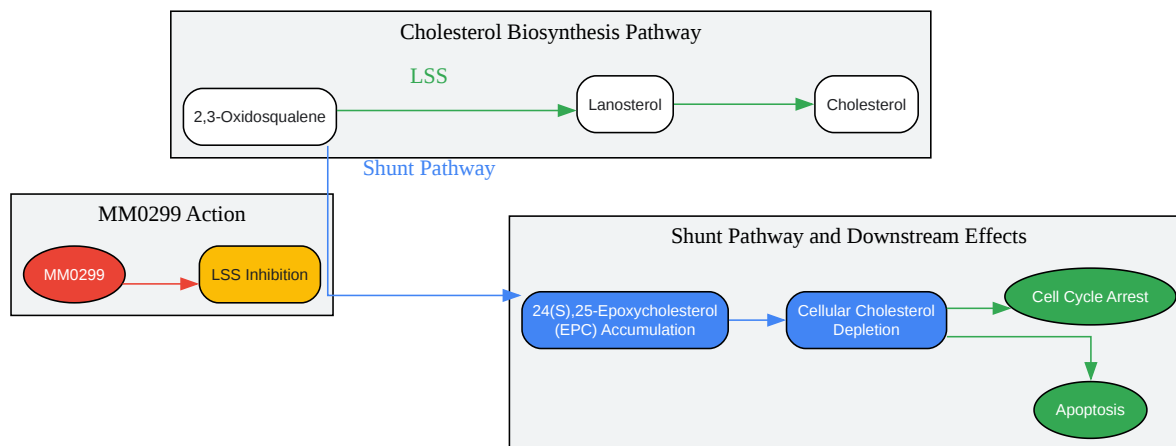 Cholesterol Biosynthesis Pathway
LSS
2,3-Oxidosqualene
Lanosterol
Cholesterol
Shunt Pathway
MM0299 Action
MM0299
LSS Inhibition
Shunt Pathway and Downstream Effects
24(S),25-Epoxycholesterol
(EPC) Accumulation
Cellular Cholesterol
Depletion
Cell Cycle Arrest
Apoptosis